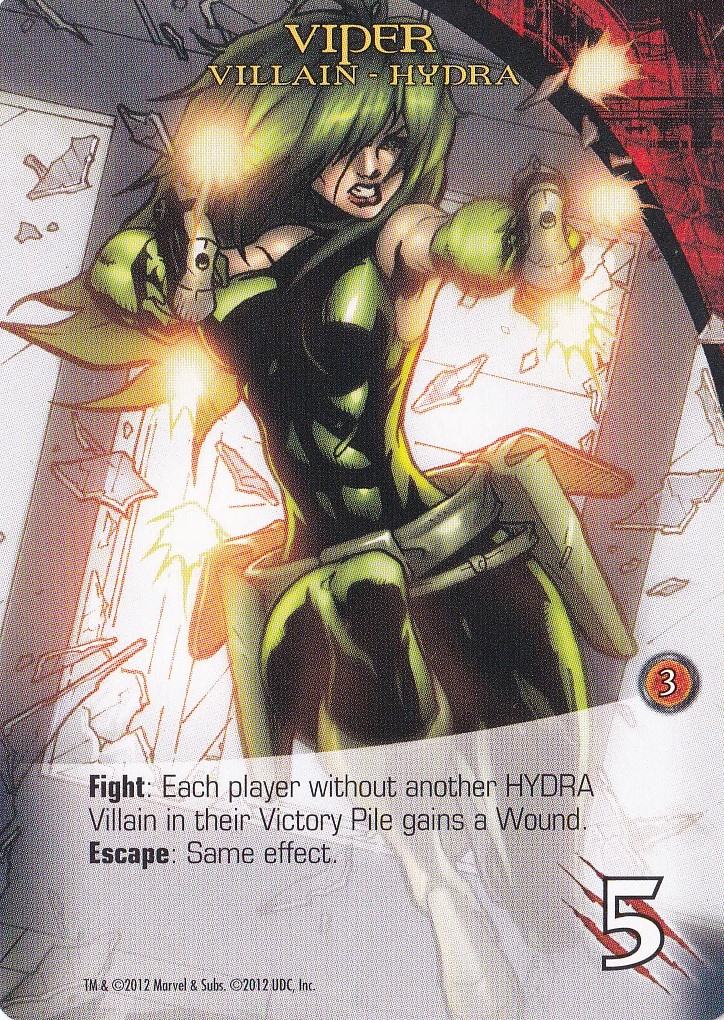 VIPER
VILLAIN - HYDRA
3
Fight: Each player without another HYDRA
Villain in their Victory Pile gains a Wound.
Escape: Same effect.
5
TM & ©2012 Marvel & Subs. ©2012 UDC, Inc.